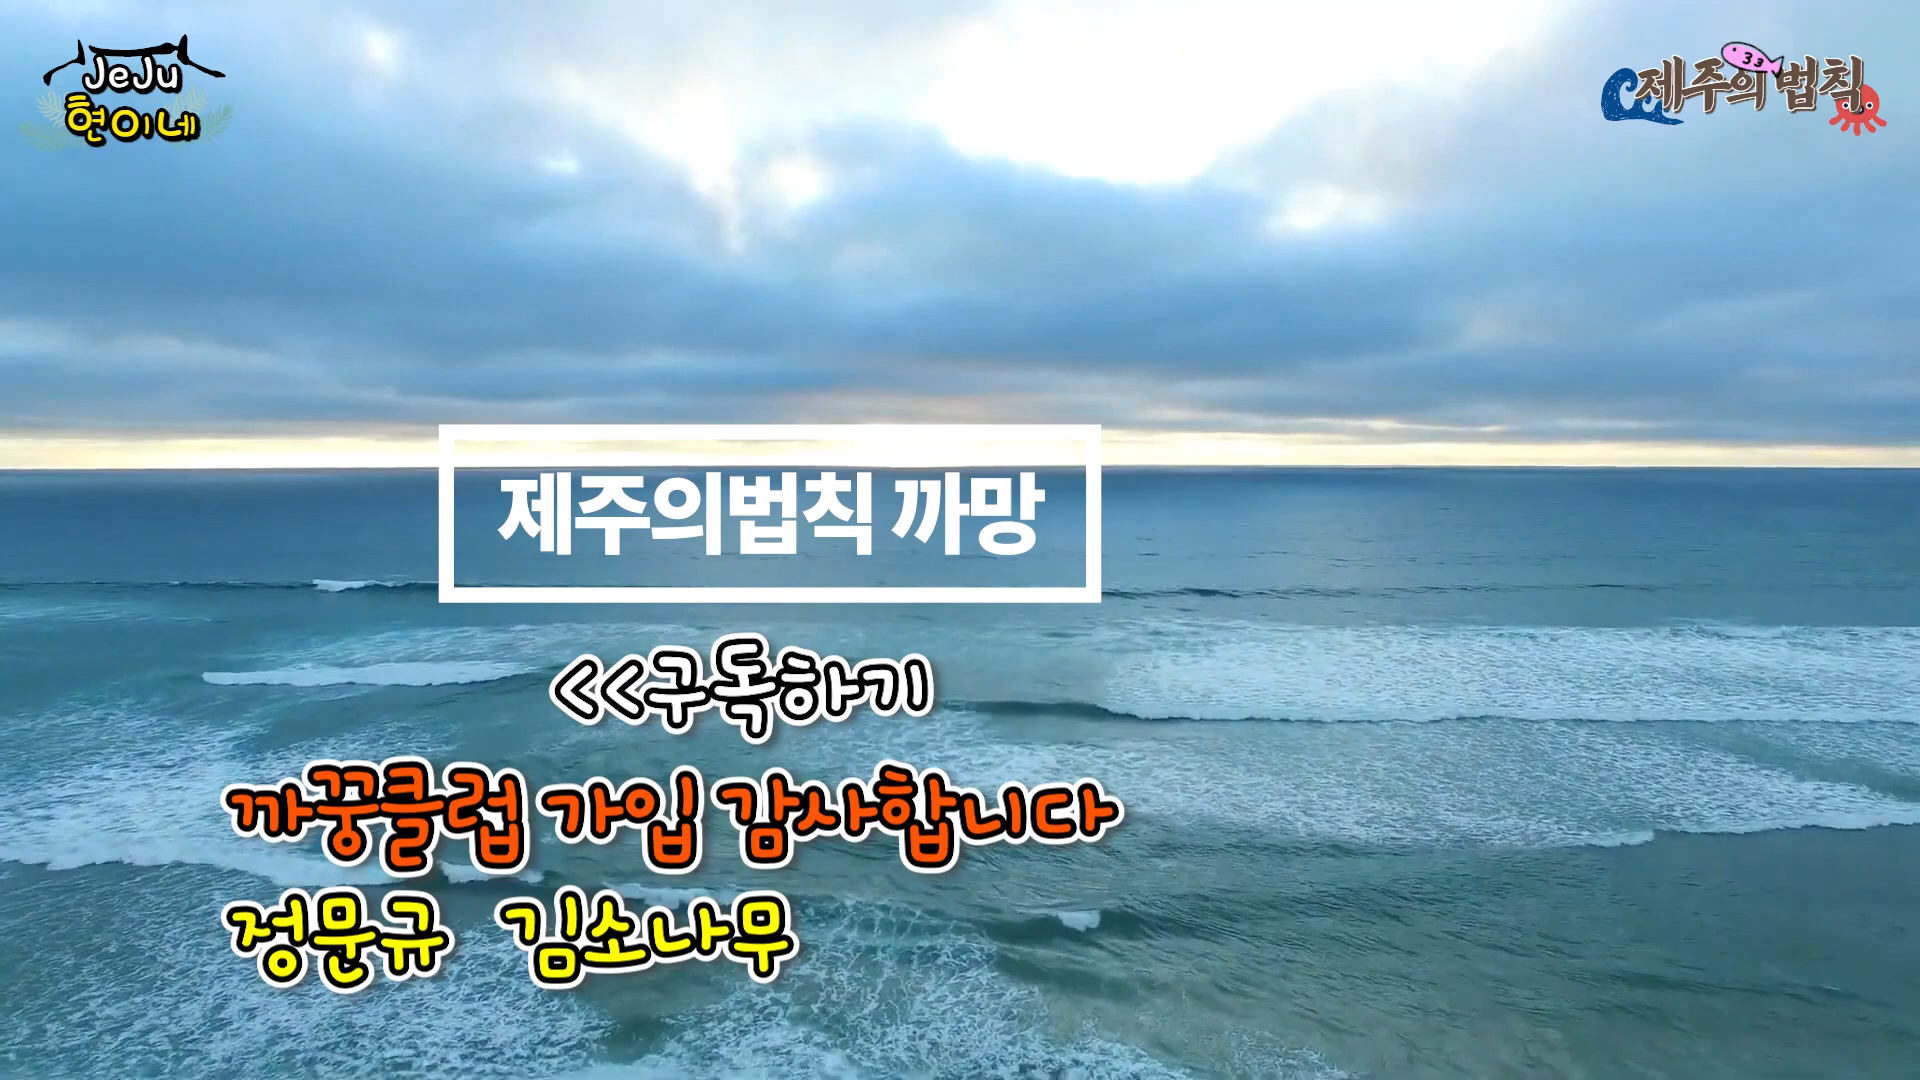 JeJu
현이네
제주의 법칙
제주의법칙 까망
<<구독하기
까꿍클럽 가입 감사합니다
정문규 김소나무